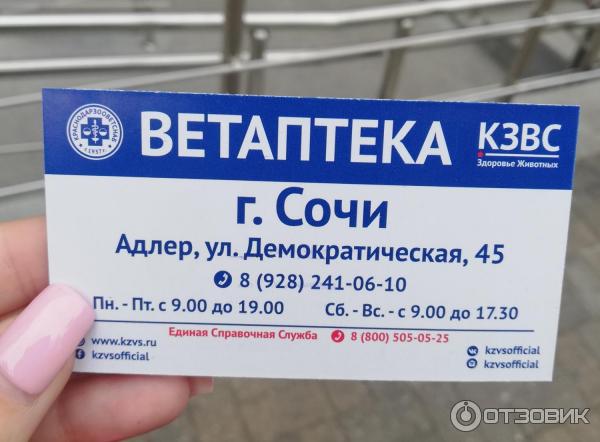 КРАСНОДАРЗООВЕТСНАБ
с 1937 г.
ВЕТАПТЕКА
КЗВС
Здоровье Животных
г. Сочи
Адлер, ул. Демократическая, 45
8 (928) 241-06-10
Пн. - Пт. с 9.00 до 19.00 Сб. - Вс. - с 9.00 до 17.30
Единая Справочная Служба 8 (800) 505-05-25
www.kzvs.ru
kzvsofficial
kzvsofficial
kzvsofficial
ОТЗОВИК